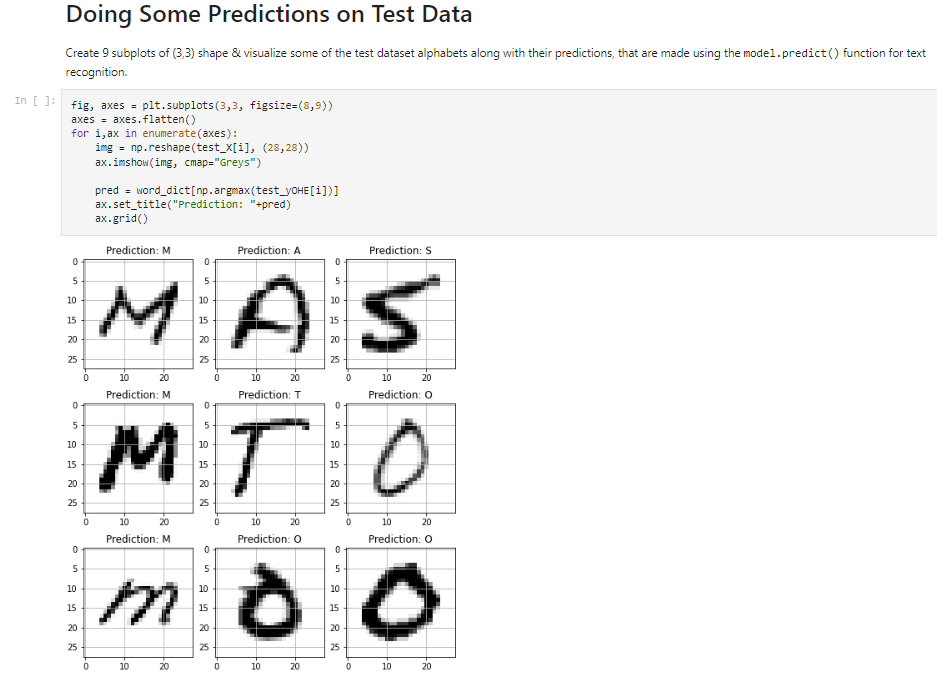 Doing Some Predictions on Test Data
Create 9 subplots of (3,3) shape & visualize some of the test dataset alphabets along with their predictions, that are made using the model.predict() function for text
recognition.
In [ ]:
fig, axes = plt.subplots(3,3, figsize=(8,9))
axes = axes.flatten()
for i,ax in enumerate(axes):
    img = np.reshape(test_X[i], (28,28))
    ax.imshow(img, cmap="Greys")
    pred = word_dict[np.argmax(test_yOHE[i])]
    ax.set_title("Prediction: "+pred)
    ax.grid()
Prediction: M Prediction: A Prediction: S
0 0 0
5 5 5
10 10 10
M A S
15 15 15
20 20 20
25 25 25
0 10 20 0 10 20 0 10 20
Prediction: M Prediction: T Prediction: O
0 0 0
5 5 5
10 10 10
M T O
15 15 15
20 20 20
25 25 25
0 10 20 0 10 20 0 10 20
Prediction: M Prediction: O Prediction: O
0 0 0
5 5 5
10 10 10
m O O
15 15 15
20 20 20
25 25 25
0 10 20 0 10 20 0 10 20